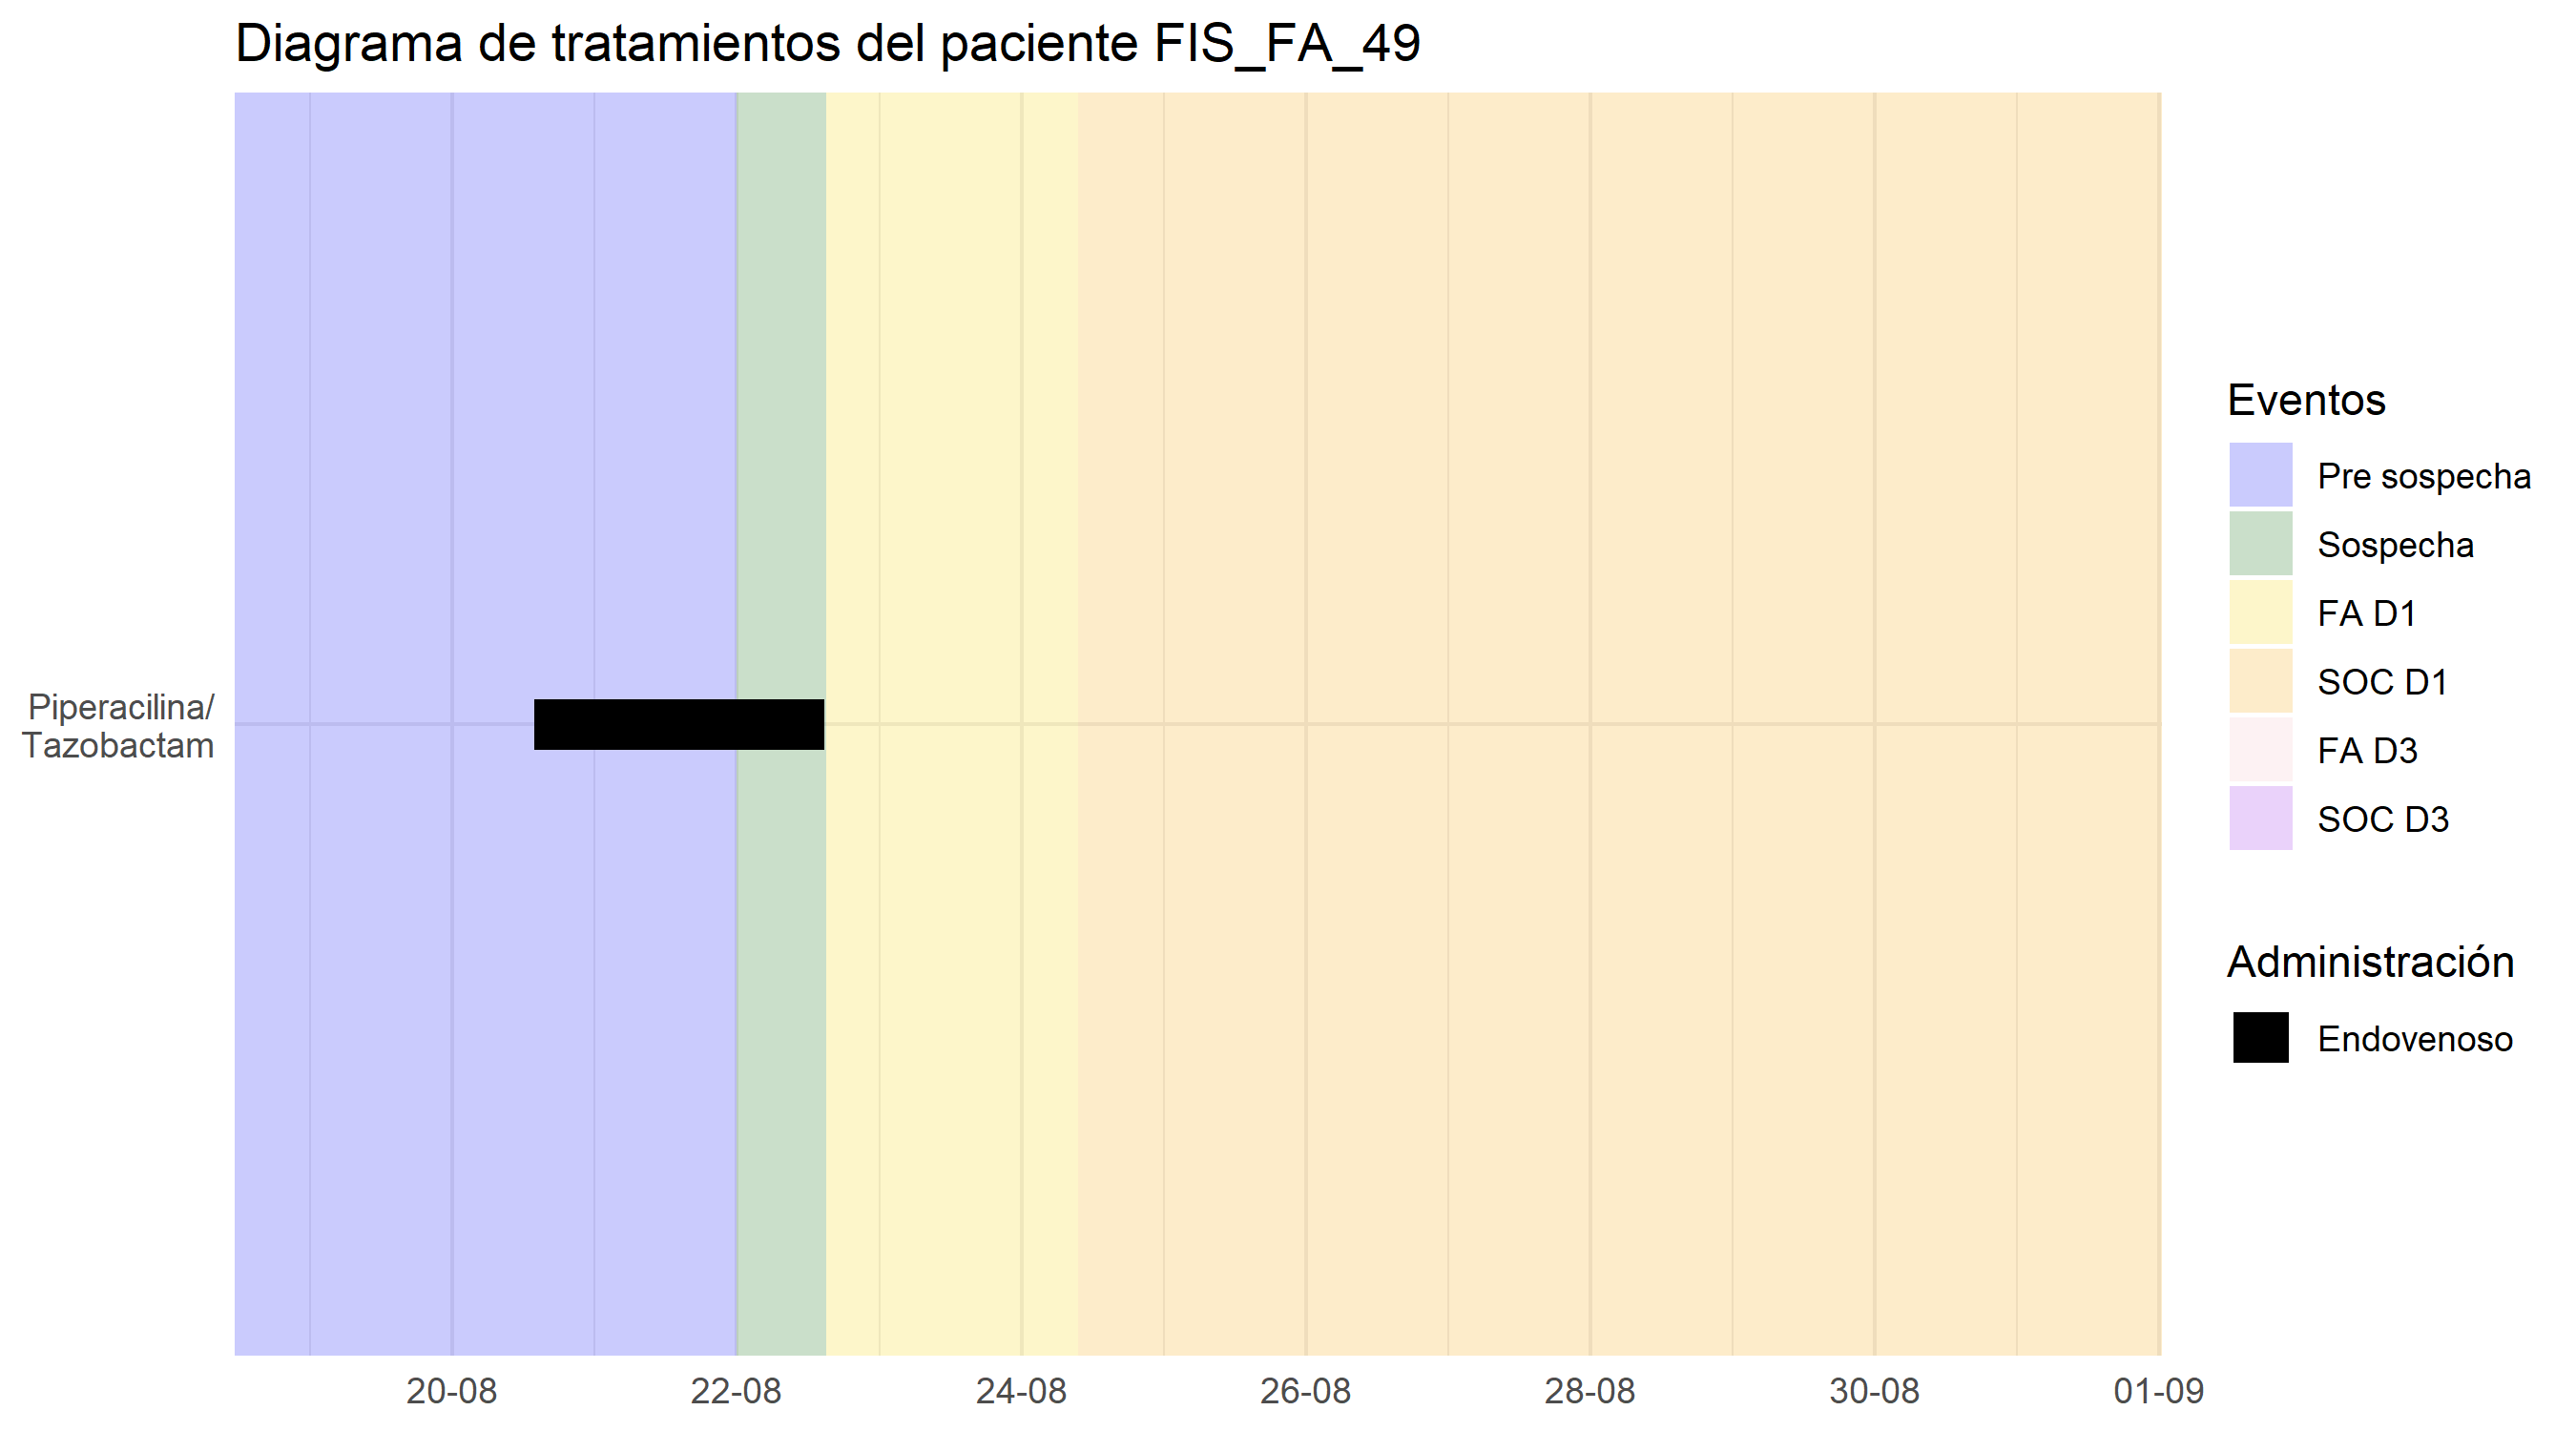 Diagrama de tratamientos del paciente FIS_FA_49
Piperacilina/
Tazobactam
20-08
22-08
24-08
26-08
28-08
30-08
01-09
Eventos
Pre sospecha
Sospecha
FA D1
SOC D1
FA D3
SOC D3
Administración
Endovenoso